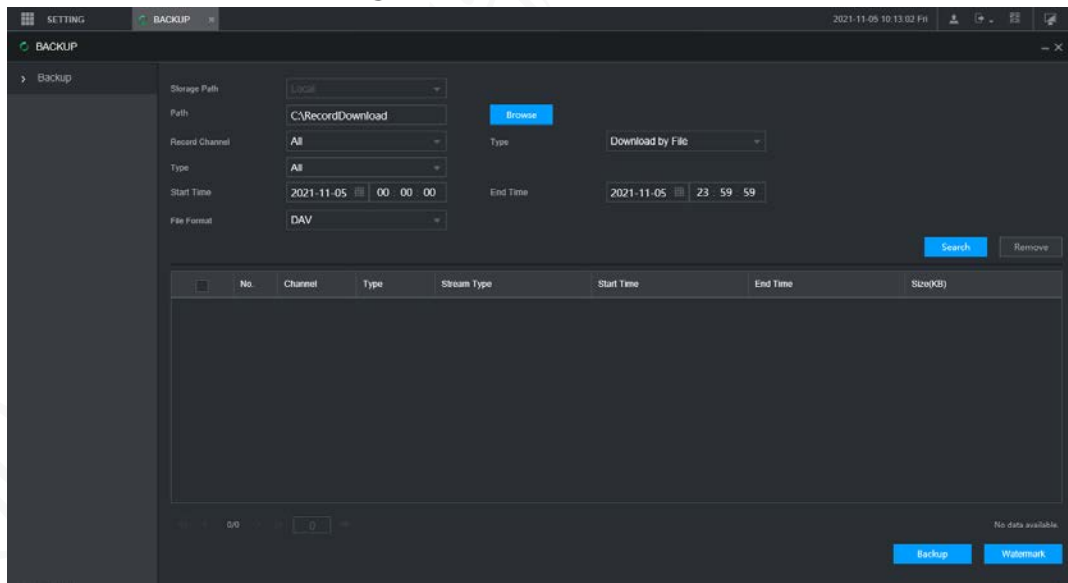 SETTING BACKUP × 2021-11-05 10:13:02 Fri
BACKUP
Backup
Storage Path Local
Path C:\RecordDownload Browse
Record Channel All Type Download by File
Type All
Start Time 2021-11-05 00 : 00 : 00 End Time 2021-11-05 23 : 59 : 59
File Format DAV
Search Remove
No. Channel Type Stream Type Start Time End Time Size(KB)
0/0 0 No data available.
Backup Watermark